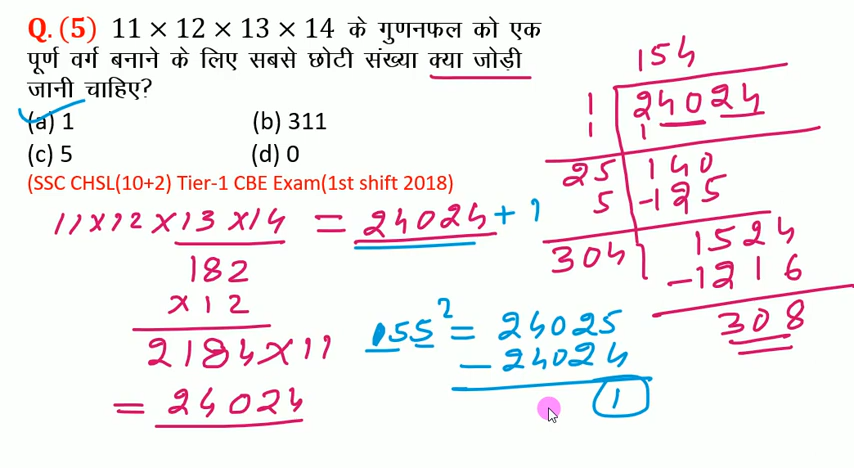 Q. (5) 11 × 12 × 13 × 14 के गुणनफल को एक
पूर्ण वर्ग बनाने के लिए सबसे छोटी संख्या क्या जोड़ी
जानी चाहिए?
(a) 1 (b) 311
(c) 5 (d) 0
(SSC CHSL(10+2) Tier-1 CBE Exam(1st shift 2018)
11×12×13×14 = 24024 + 1
182
×12
2184×11
= 24024
155² = 24025
- 24024
1
154
1 24024
1 1
25 140
5 -125
304 1524
-1216
308